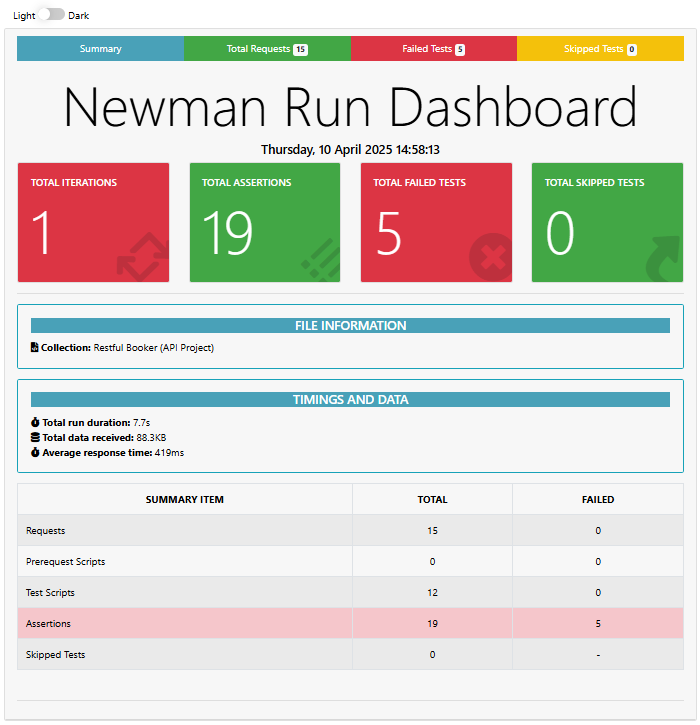 Light Dark
Summary Total Requests 15 Failed Tests 5 Skipped Tests 0
Newman Run Dashboard
Thursday, 10 April 2025 14:58:13
TOTAL ITERATIONS TOTAL ASSERTIONS TOTAL FAILED TESTS TOTAL SKIPPED TESTS
1 19 5 0
FILE INFORMATION
Collection: Restful Booker (API Project)
TIMINGS AND DATA
Total run duration: 7.7s
Total data received: 88.3KB
Average response time: 419ms
SUMMARY ITEM TOTAL FAILED
Requests 15 0
Prerequest Scripts 0 0
Test Scripts 12 0
Assertions 19 5
Skipped Tests 0 -